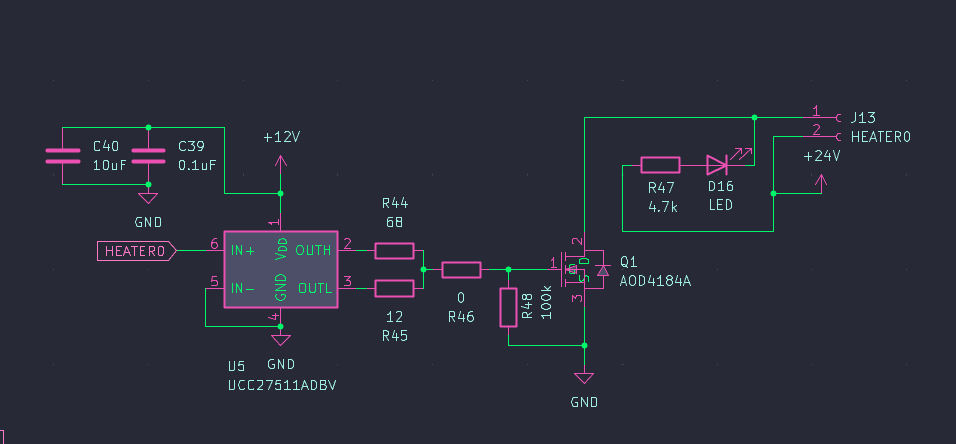 C40
10uF
C39
0.1uF
GND
+12V
HEATER0
6
IN+
5
IN-
1
VDD
GND
4
OUTH
2
OUTL
3
U5
UCC27511ADBV
GND
R44
68
12
R45
0
R46
R48
100k
1
2
D
G
S
3
Q1
AOD4184A
GND
R47
4.7k
D16
LED
1
2
J13
HEATER0
+24V